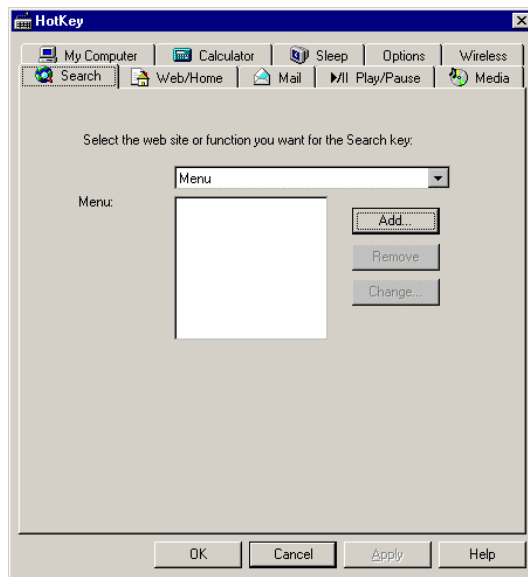 HotKey
My Computer Calculator Sleep Options Wireless
Search Web/Home Mail Play/Pause Media
Select the web site or function you want for the Search key:
Menu
Menu:
Add...
Remove
Change...
OK Cancel Apply Help